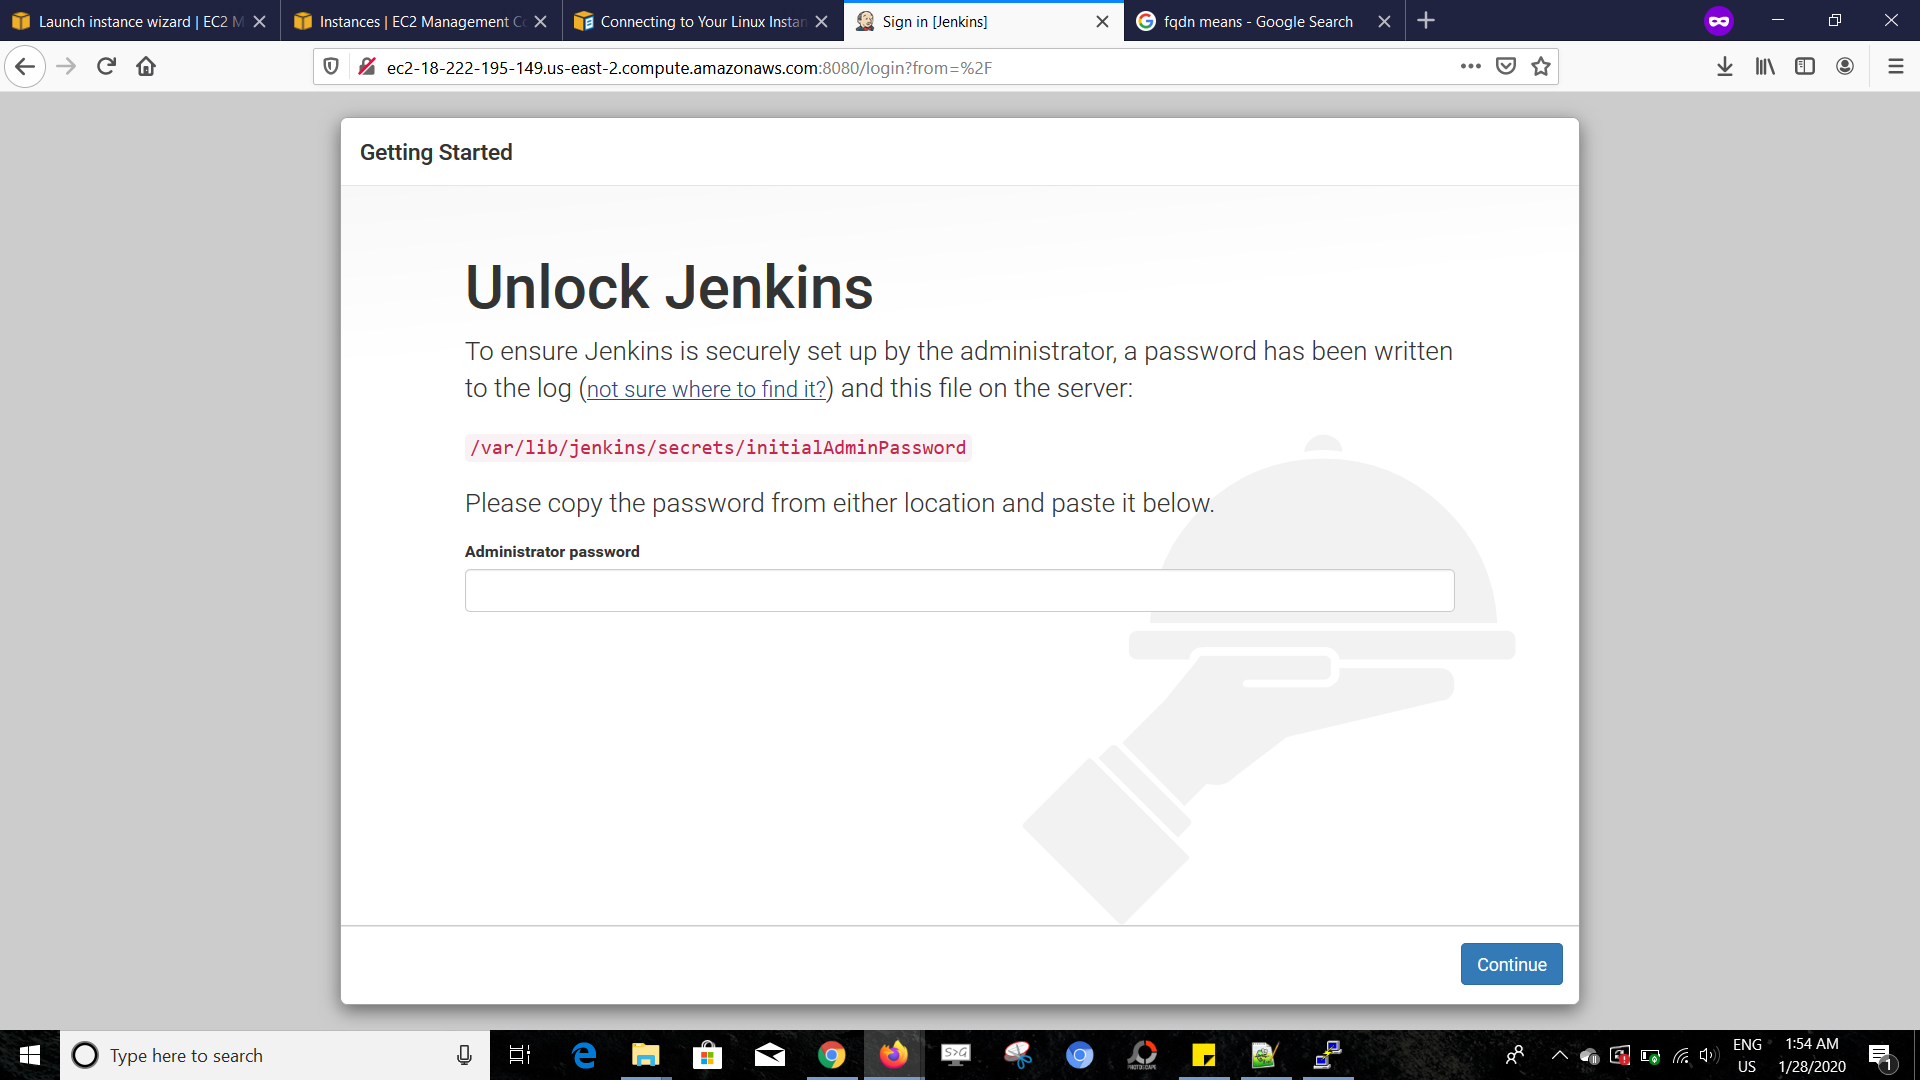 Launch instance wizard | EC2 M
Instances | EC2 Management Co
Connecting to Your Linux Instan
Sign in [Jenkins]
fqdn means - Google Search
ec2-18-222-195-149.us-east-2.compute.amazonaws.com:8080/login?from=%2F
Getting Started
Unlock Jenkins
To ensure Jenkins is securely set up by the administrator, a password has been written
to the log (not sure where to find it?) and this file on the server:
/var/lib/jenkins/secrets/initialAdminPassword
Please copy the password from either location and paste it below.
Administrator password
Continue
Type here to search
S>G
PHOTOSCAPE
ENG
US
1:54 AM
1/28/2020
1